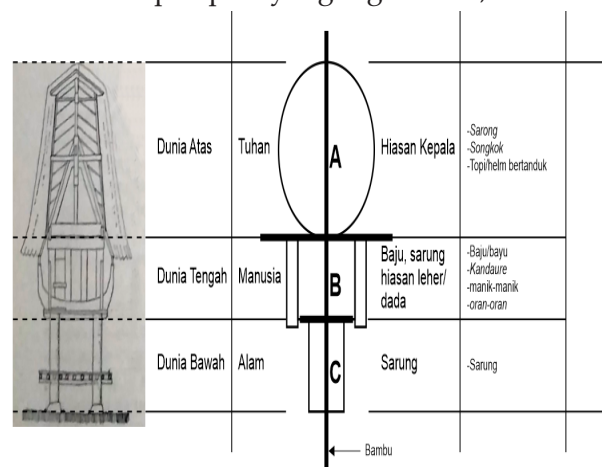 Dunia Atas Tuhan A Hiasan Kepala
-Sarong
-Songkok
-Topi/helm bertanduk
Dunia Tengah Manusia B
Baju, sarung
hiasan leher/
dada
-Baju/bayu
-Kandaure
-manik-manik
-oran-oran
Dunia Bawah Alam C Sarung -Sarung
Bambu